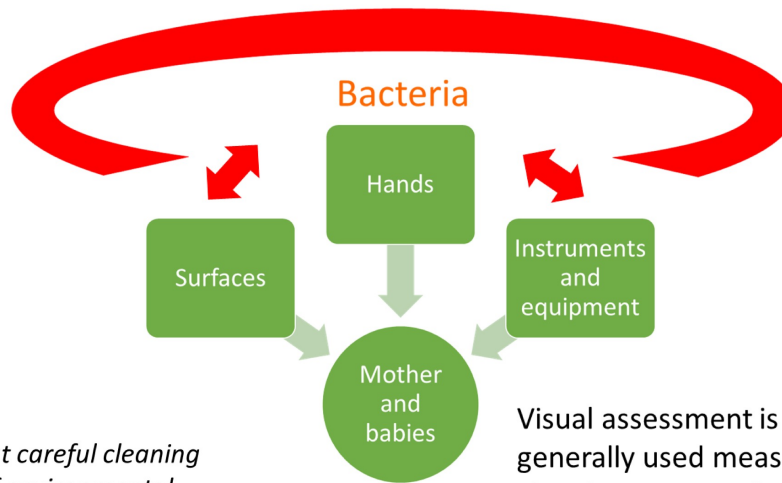 Bacteria
Hands
Surfaces
Instruments
and
equipment
Mother
and
babies
t careful cleaning
Visual assessment is
generally used meas